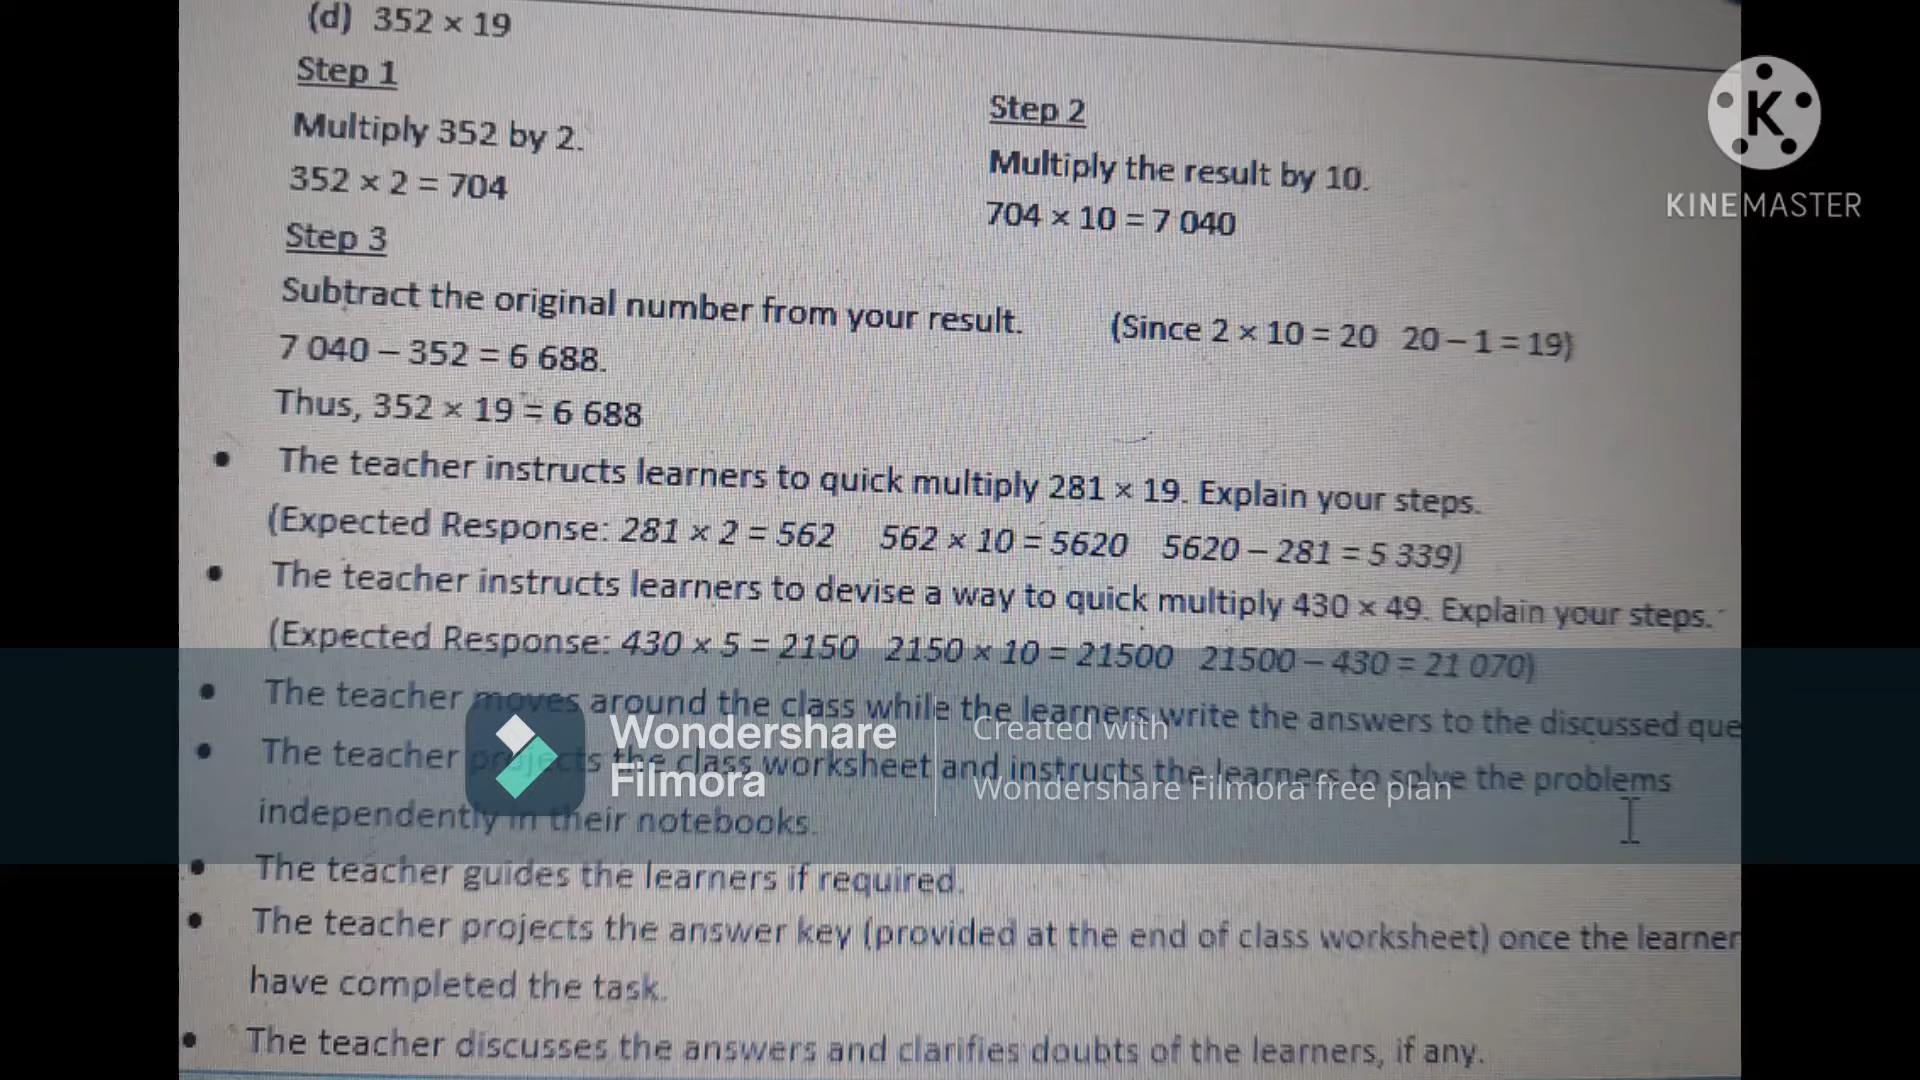 (d) 352 × 19
Step 1
Multiply 352 by 2.
352 × 2 = 704
Step 2
Multiply the result by 10.
704 × 10 = 7 040
Step 3
Subtract the original number from your result. (Since 2 × 10 = 20 20 – 1 = 19)
7 040 – 352 = 6 688.
Thus, 352 × 19 = 6 688
• The teacher instructs learners to quick multiply 281 × 19. Explain your steps.
(Expected Response: 281 × 2 = 562 562 × 10 = 5620 5620 – 281 = 5 339)
• The teacher instructs learners to devise a way to quick multiply 430 × 49. Explain your steps.
(Expected Response: 430 × 5 = 2150 2150 × 10 = 21500 21500 – 430 = 21 070)
• The teacher moves around the class while the learners write the answers to the discussed que
• The teacher projects the class worksheet and instructs the learners to solve the problems
independently in their notebooks.
• The teacher guides the learners if required.
• The teacher projects the answer key (provided at the end of class worksheet) once the learner
have completed the task.
• The teacher discusses the answers and clarifies doubts of the learners, if any.
K
KINEMASTER
Wondershare
Filmora
Created with
Wondershare Filmora free plan